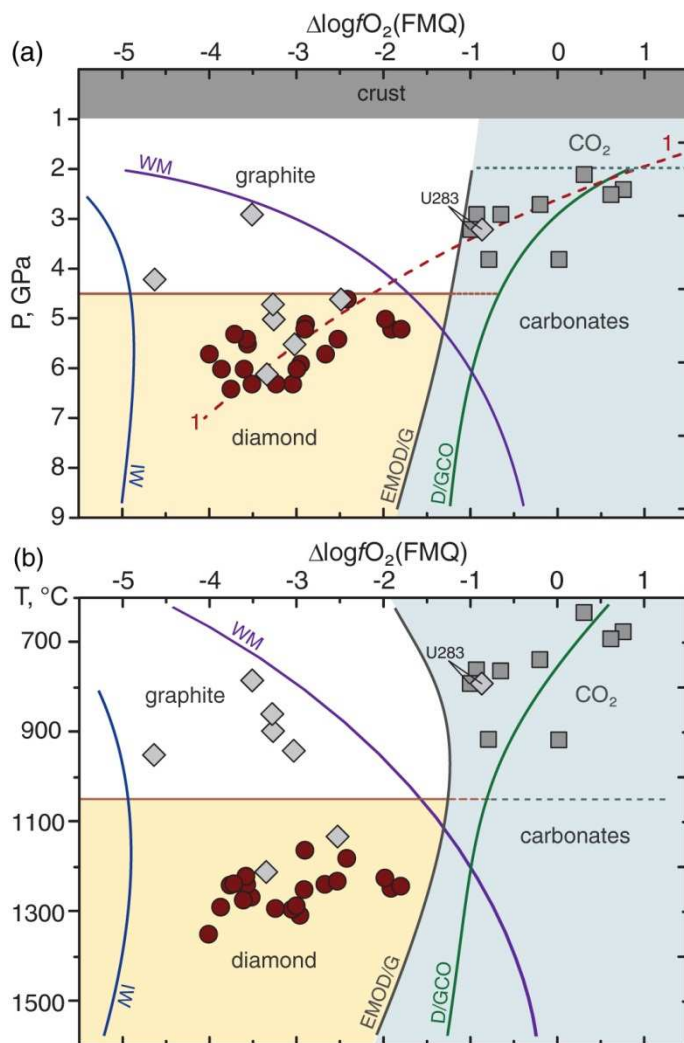 ΔlogfO₂(FMQ)
(a)
-5 -4 -3 -2 -1 0 1
crust
1
CO₂
1
2
WM
graphite
U283
3
4
P, GPa
5
carbonates
6
1
7
diamond
EMOD/G
D/GCO
8
IW
9
ΔlogfO₂(FMQ)
(b)
-5 -4 -3 -2 -1 0 1
T, °C
WM
700
U283
graphite
CO₂
900
1100
carbonates
1300
diamond
EMOD/G
D/GCO
1500
IW